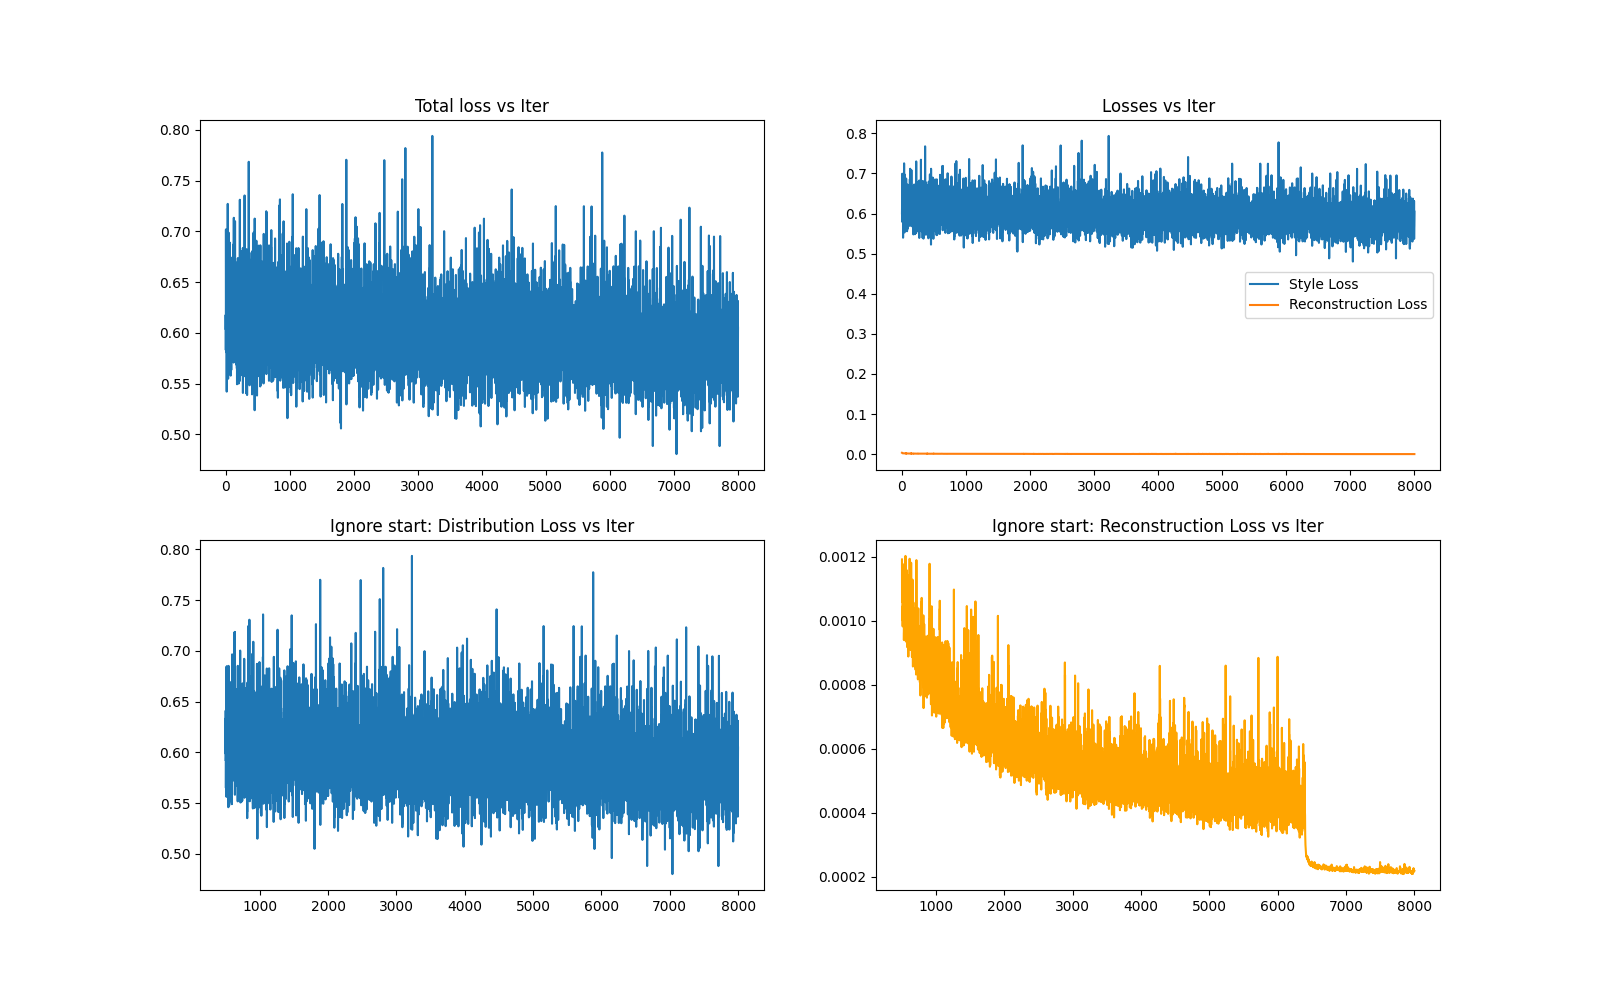 Total loss vs Iter
0.80
0.75
0.70
0.65
0.60
0.55
0.50
0 1000 2000 3000 4000 5000 6000 7000 8000
Losses vs Iter
0.8
0.7
0.6
0.5
0.4
0.3
0.2
0.1
0.0
Style Loss
Reconstruction Loss
0 1000 2000 3000 4000 5000 6000 7000 8000
Ignore start: Distribution Loss vs Iter
0.80
0.75
0.70
0.65
0.60
0.55
0.50
1000 2000 3000 4000 5000 6000 7000 8000
Ignore start: Reconstruction Loss vs Iter
0.0012
0.0010
0.0008
0.0006
0.0004
0.0002
1000 2000 3000 4000 5000 6000 7000 8000